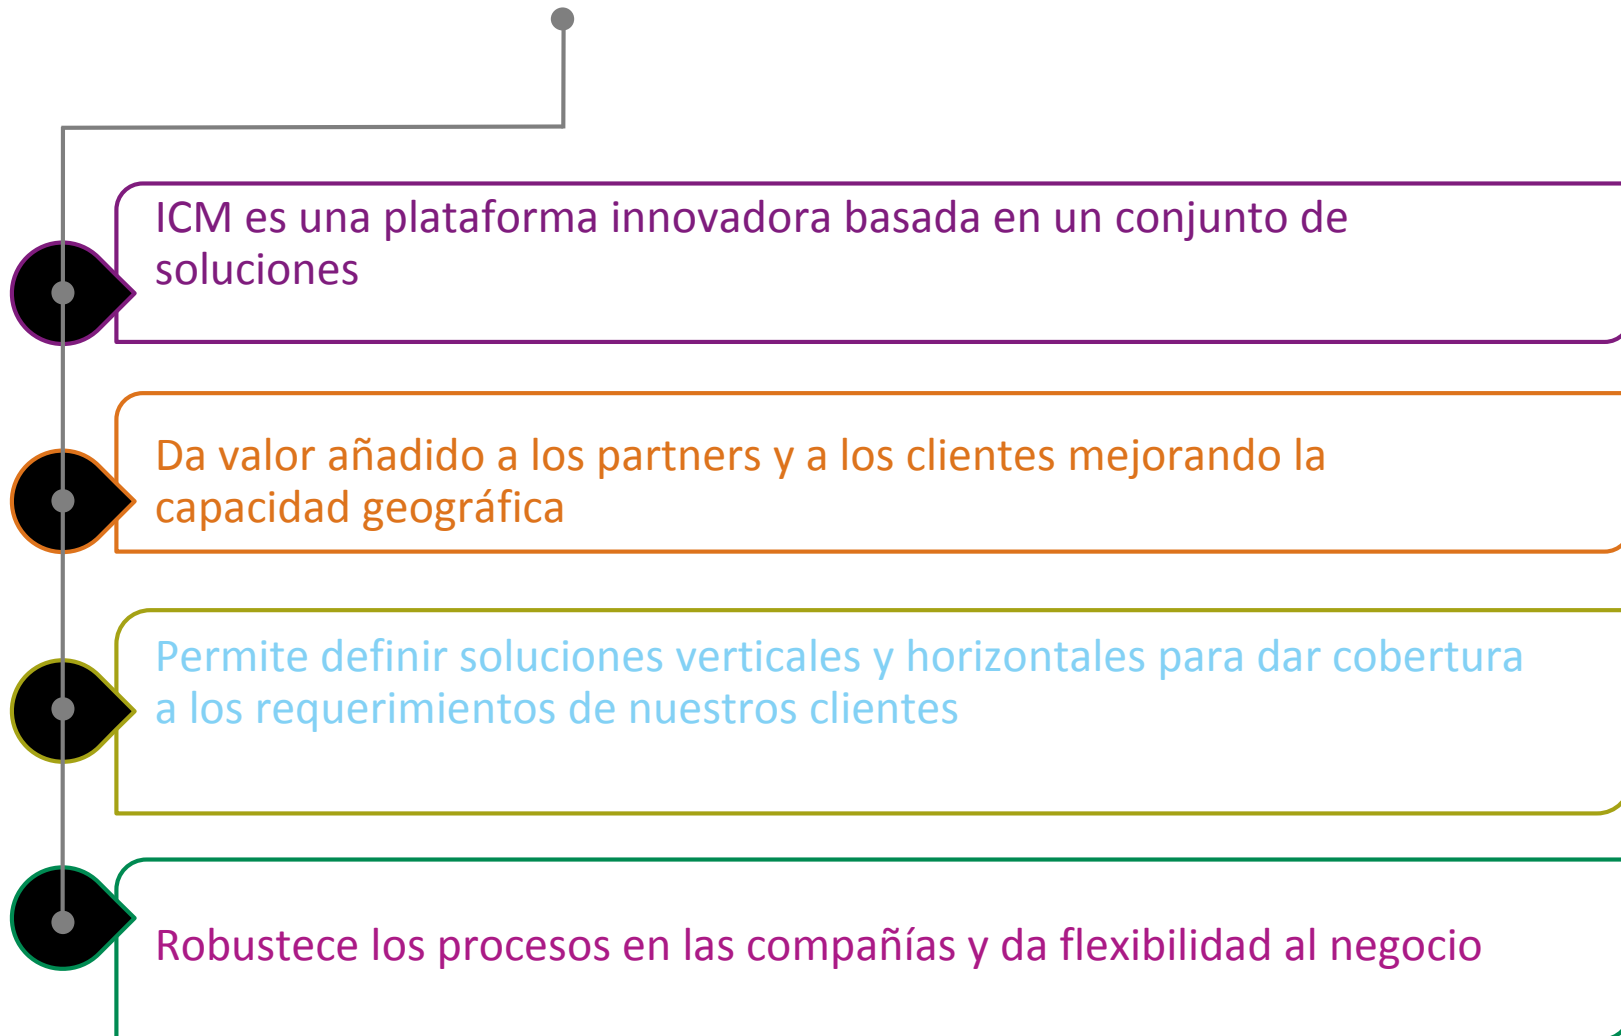 ICM es una plataforma innovadora basada en un conjunto de
soluciones
Da valor añadido a los partners y a los clientes mejorando la
capacidad geográfica
Permite definir soluciones verticales y horizontales para dar cobertura
a los requerimientos de nuestros clientes
Robustece los procesos en las compañías y da flexibilidad al negocio